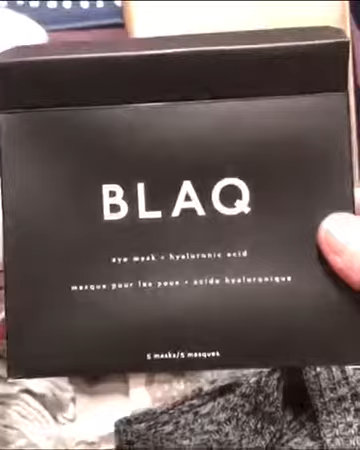 BLAQ
eye mask + hyaluronic acid
masque pour les yeux + acide hyaluronique
5 masks/5 masques